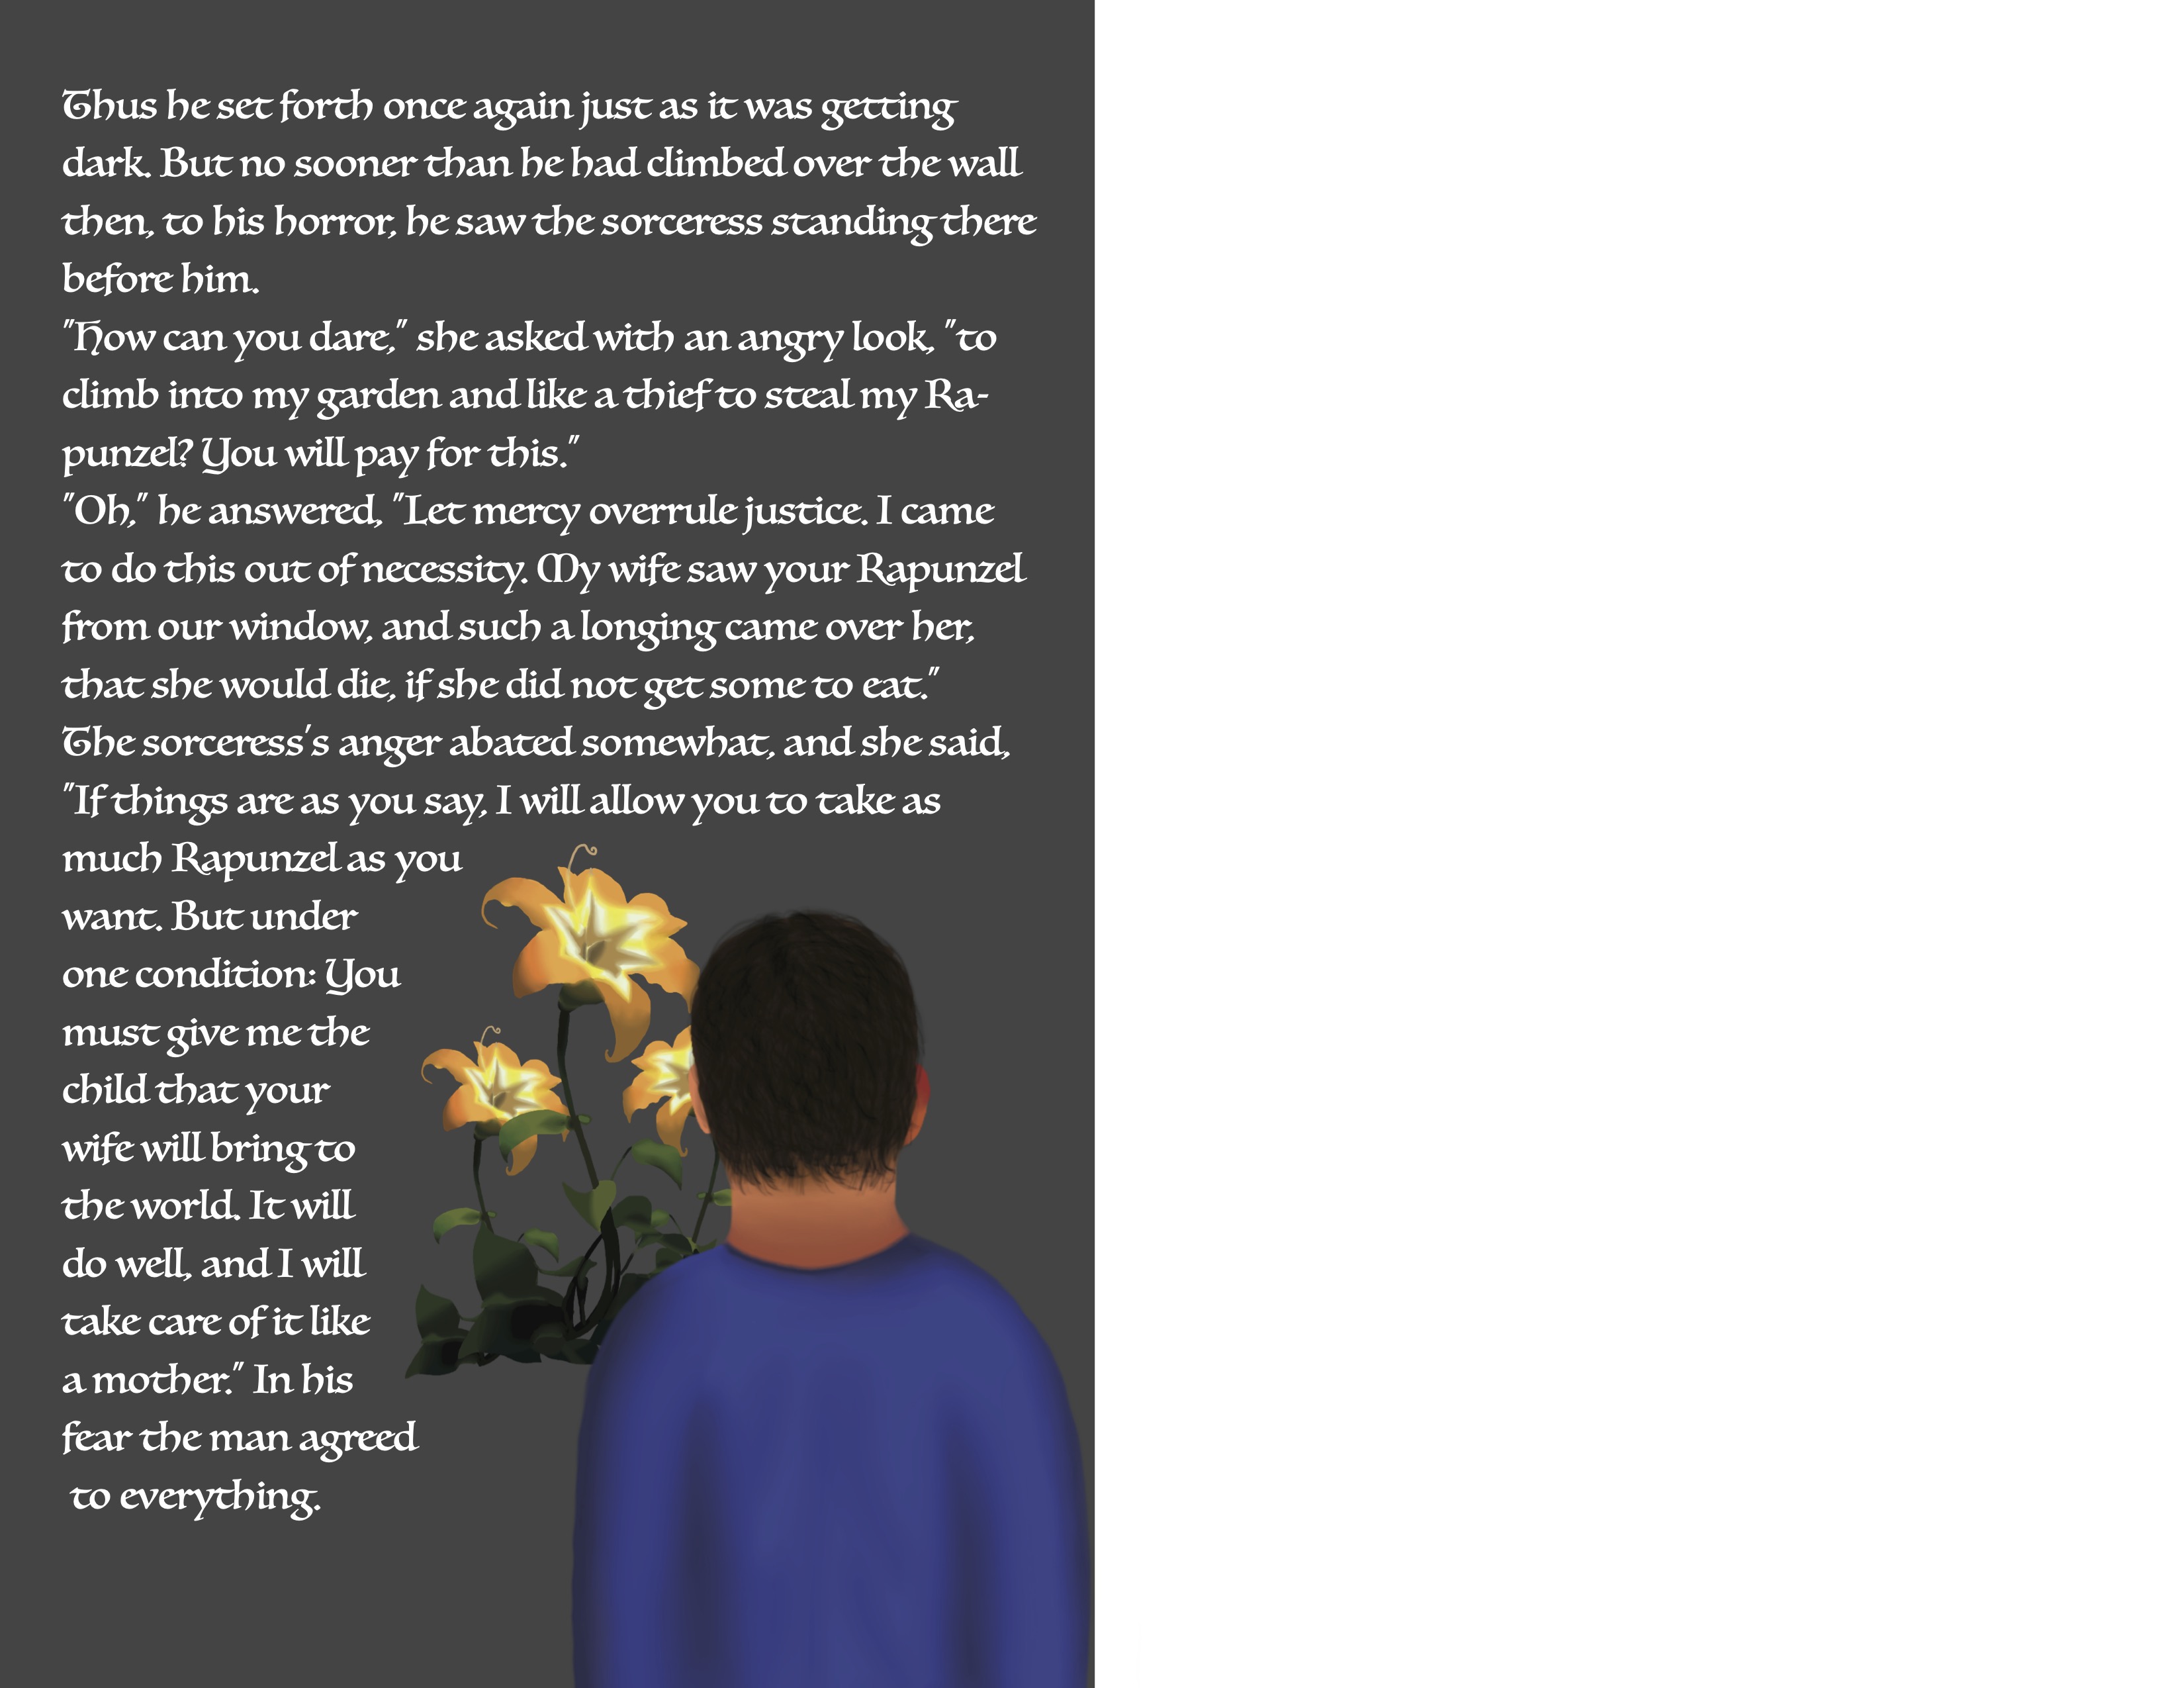 Thus he set forth once again just as it was getting
dark. But no sooner than he had climbed over the wall
then, to his horror, he saw the sorceress standing there
before him.
"How can you dare," she asked with an angry look, "to
climb into my garden and like a thief to steal my Ra-
punzel? You will pay for this."
"Oh," he answered, "Let mercy overrule justice. I came
to do this out of necessity. My wife saw your Rapunzel
from our window, and such a longing came over her,
that she would die, if she did not get some to eat."
The sorceress's anger abated somewhat, and she said,
"If things are as you say, I will allow you to take as
much Rapunzel as you
want. But under
one condition: You
must give me the
child that your
wife will bring to
the world. It will
do well, and I will
take care of it like
a mother." In his
fear the man agreed
to everything.